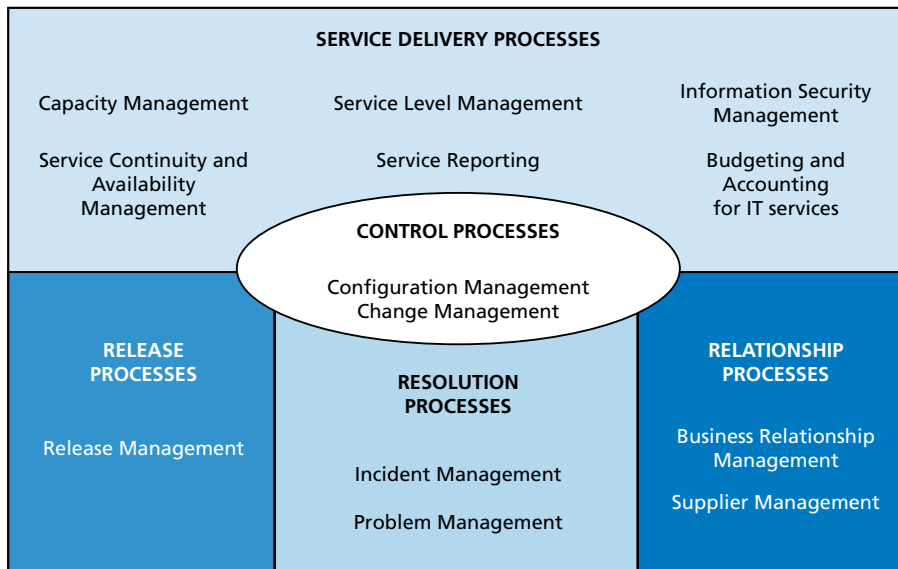 SERVICE DELIVERY PROCESSES
Capacity Management
Service Level Management
Information Security
Management
Service Continuity and
Availability
Management
Service Reporting
Budgeting and
Accounting
for IT services
CONTROL PROCESSES
Configuration Management
Change Management
RELEASE
PROCESSES
Release Management
RESOLUTION
PROCESSES
Incident Management
Problem Management
RELATIONSHIP
PROCESSES
Business Relationship
Management
Supplier Management